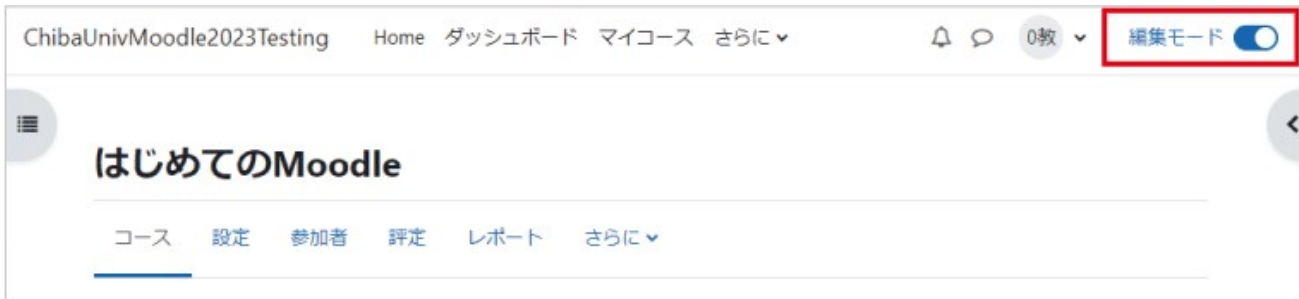 ChibaUnivMoodle2023Testing Home ダッシュボード マイコース さらに 0教 編集モード
はじめてのMoodle
コース 設定 参加者 評定 レポート さらに